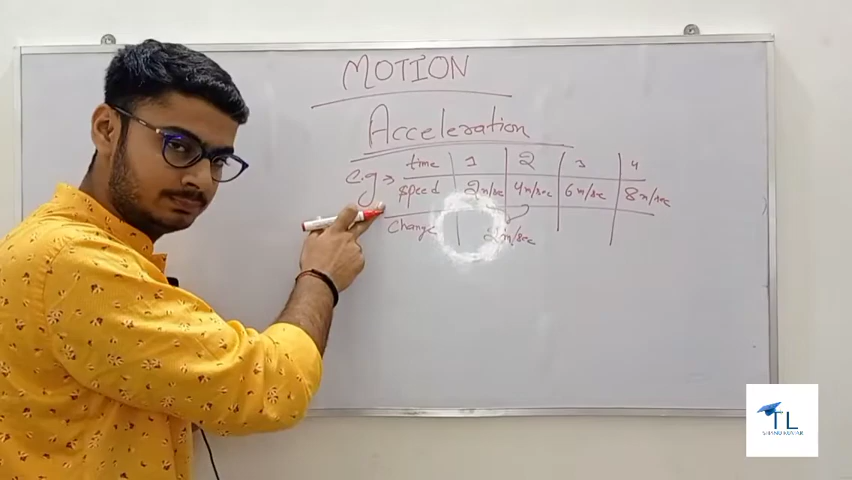 MOTION
Acceleration
e.g → time 1 2 3 4
speed 2m/sec 4m/sec 6m/sec 8m/sec
Change 2m/sec
TL